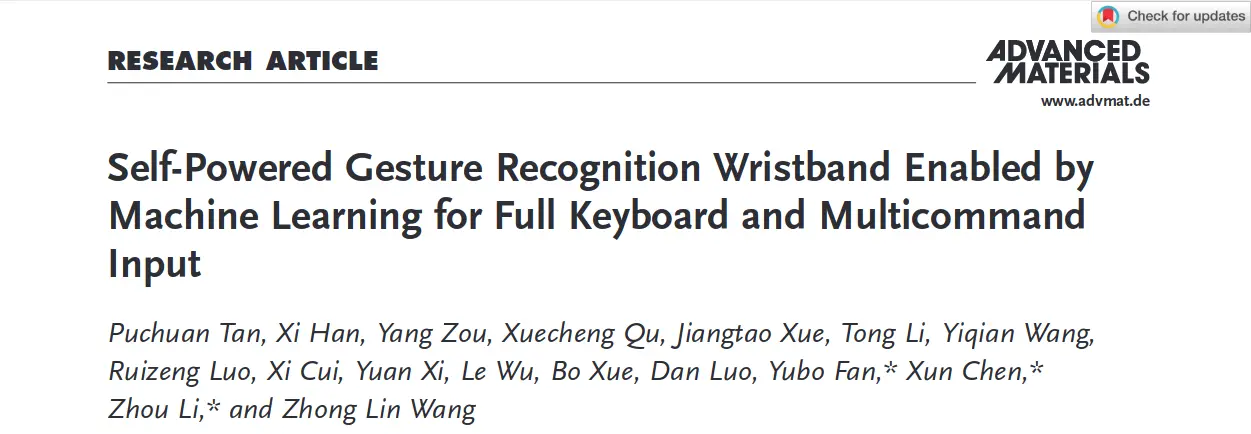 Check for updates
RESEARCH ARTICLE
ADVANCED
MATERIALS
www.advmat.de
Self-Powered Gesture Recognition Wristband Enabled by
Machine Learning for Full Keyboard and Multicommand
Input
Puchuan Tan, Xi Han, Yang Zou, Xuecheng Qu, Jiangtao Xue, Tong Li, Yiqian Wang,
Ruizeng Luo, Xi Cui, Yuan Xi, Le Wu, Bo Xue, Dan Luo, Yubo Fan,* Xun Chen,*
Zhou Li,* and Zhong Lin Wang